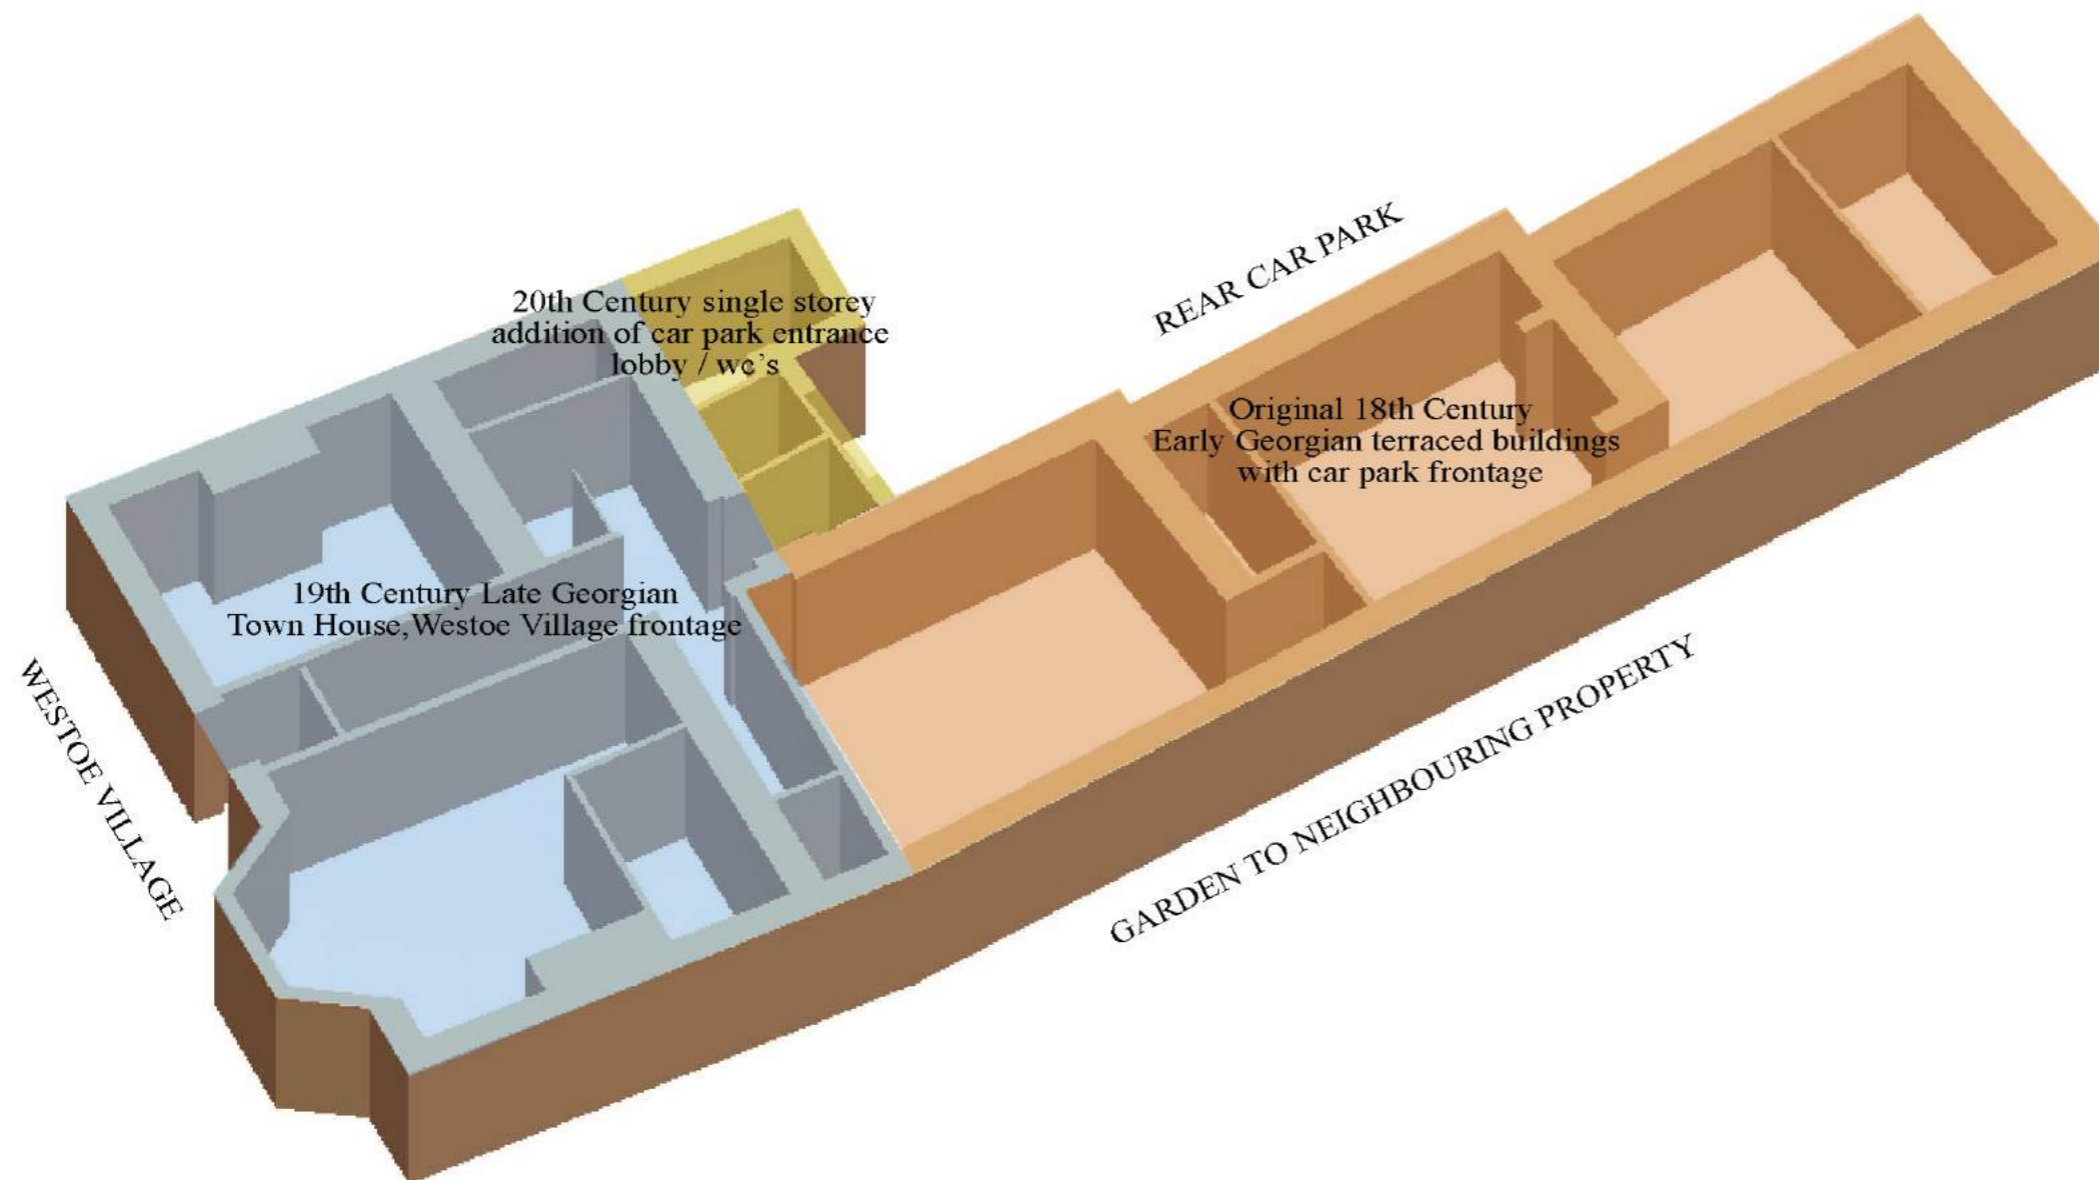 20th Century single storey
addition of car park entrance
lobby / wc's
REAR CAR PARK
Original 18th Century
Early Georgian terraced buildings
with car park frontage
19th Century Late Georgian
Town House, Westoe Village frontage
WESTOE VILLAGE
GARDEN TO NEIGHBOURING PROPERTY